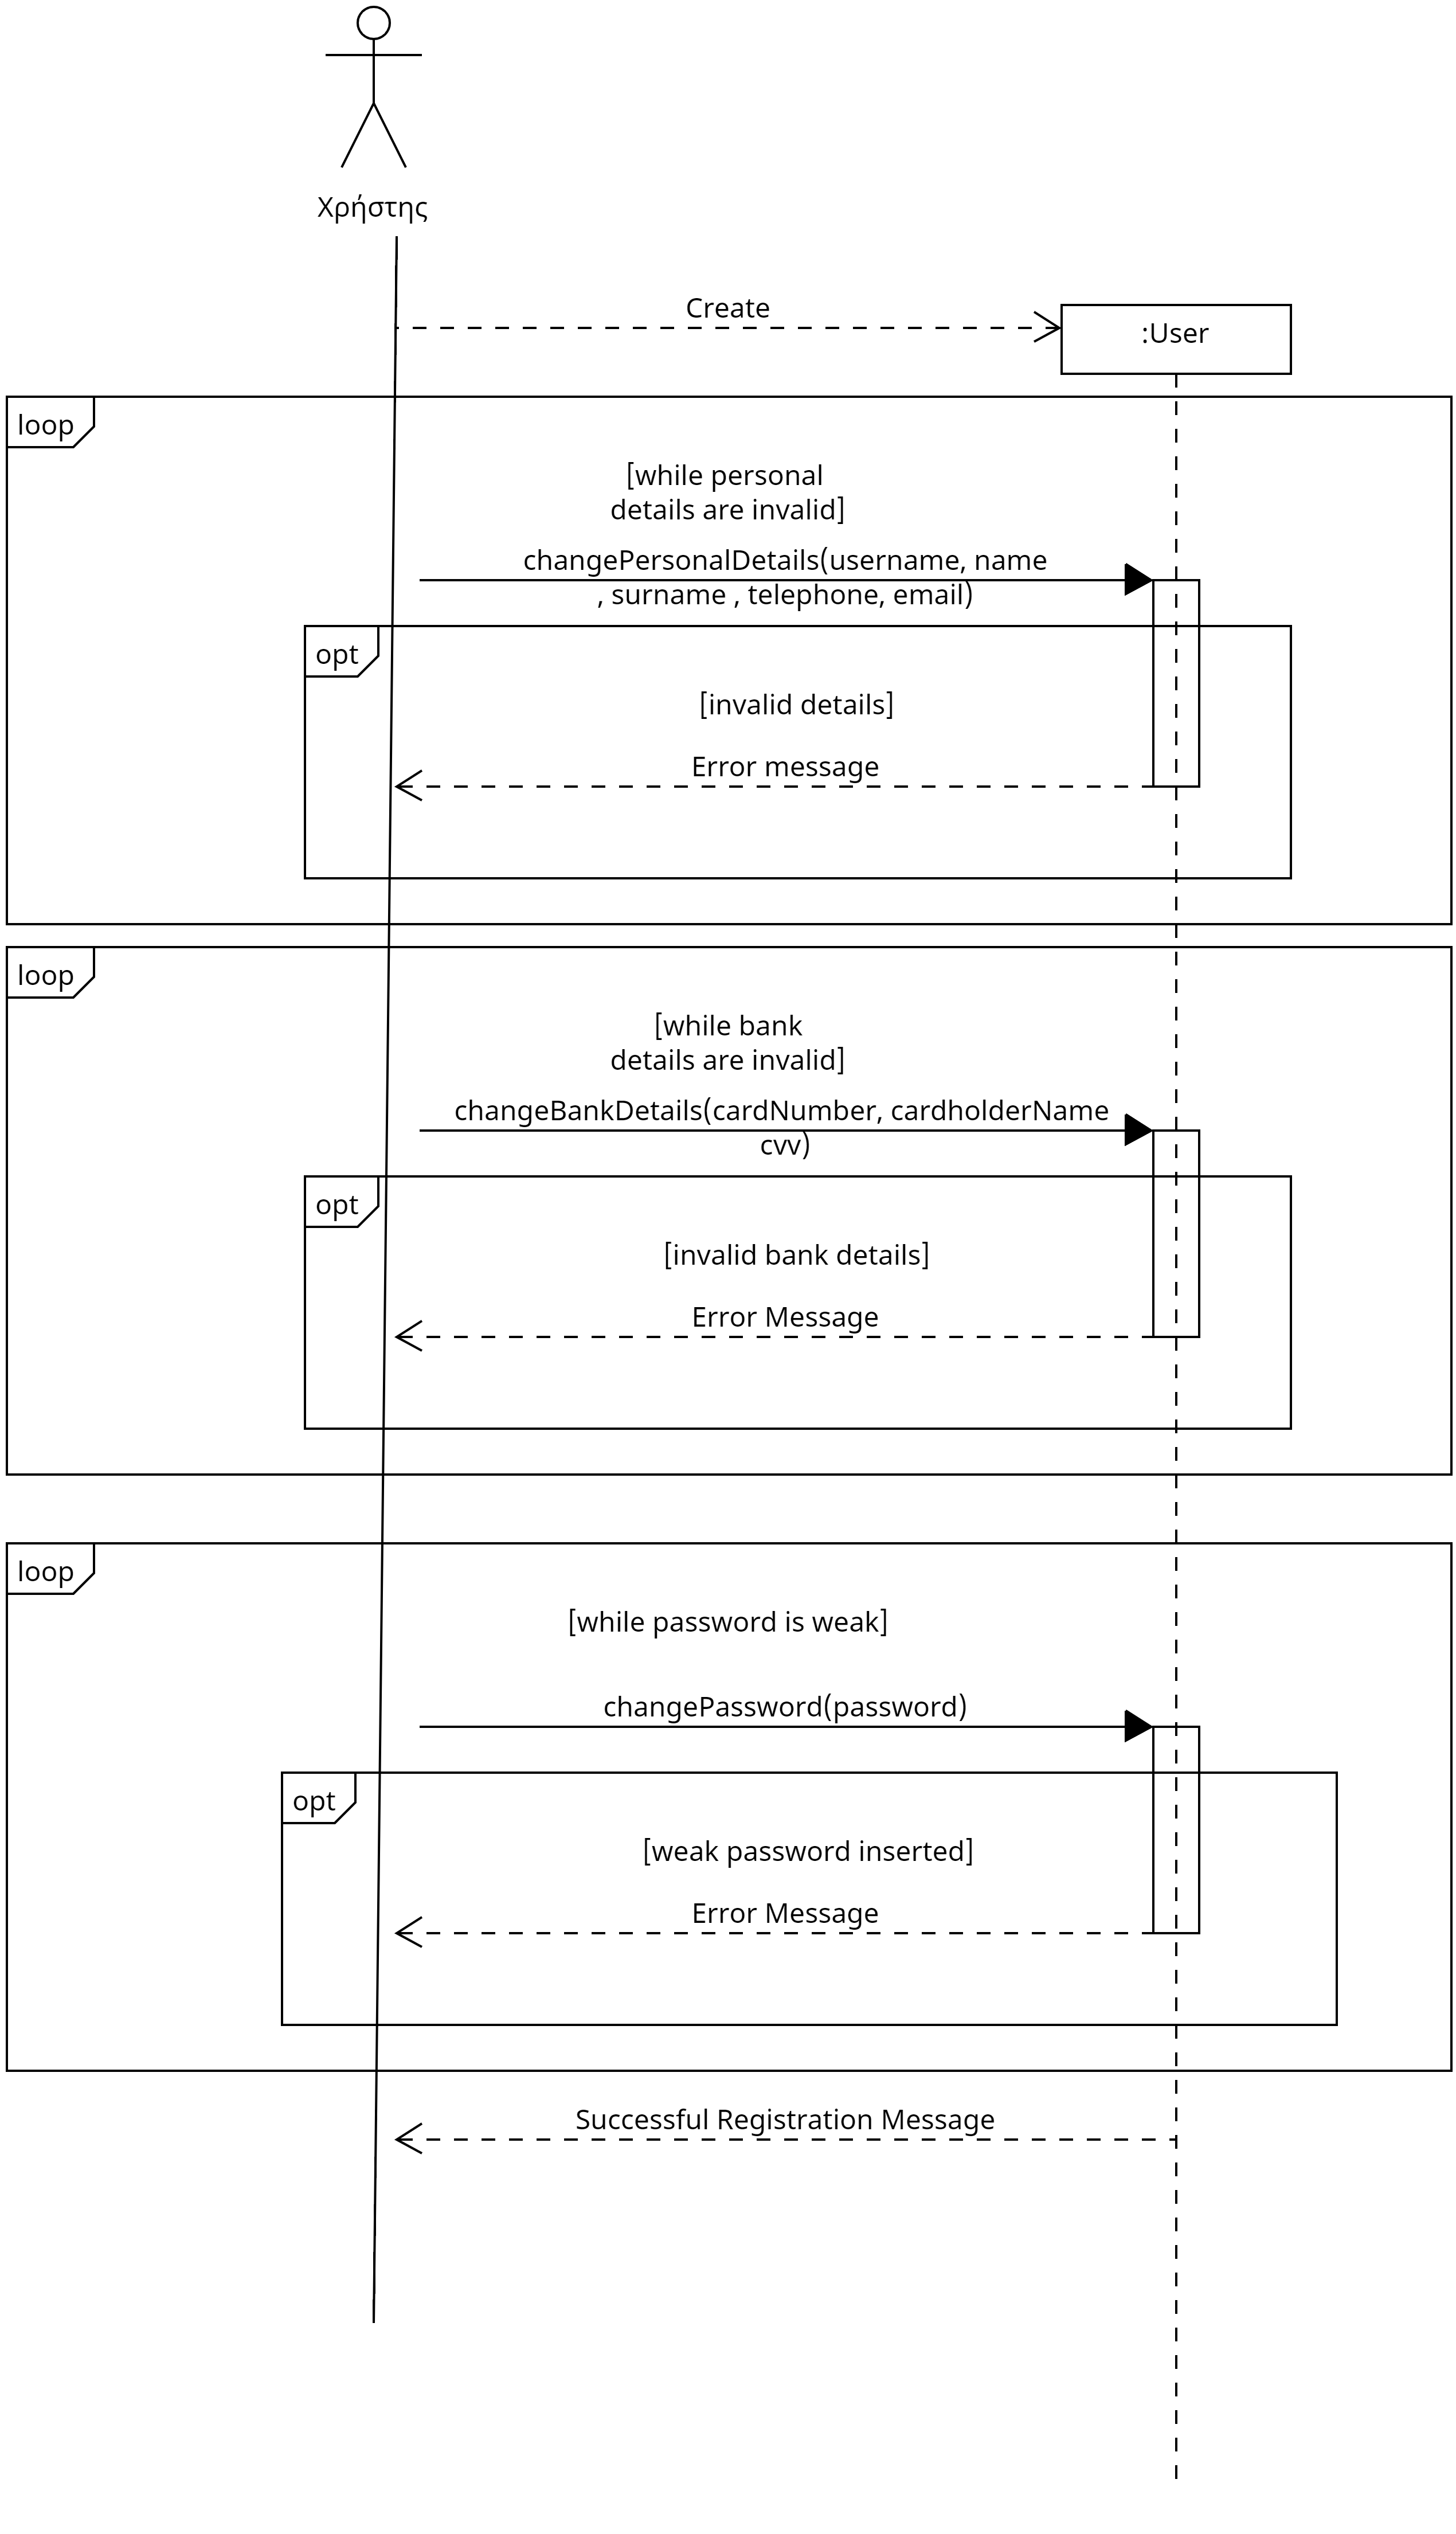 Χρήστης
Create
:User
loop
[while personal
details are invalid]
changePersonalDetails(username, name
, surname , telephone, email)
opt
[invalid details]
Error message
loop
[while bank
details are invalid]
changeBankDetails(cardNumber, cardholderName
cvv)
opt
[invalid bank details]
Error Message
loop
[while password is weak]
changePassword(password)
opt
[weak password inserted]
Error Message
Successful Registration Message